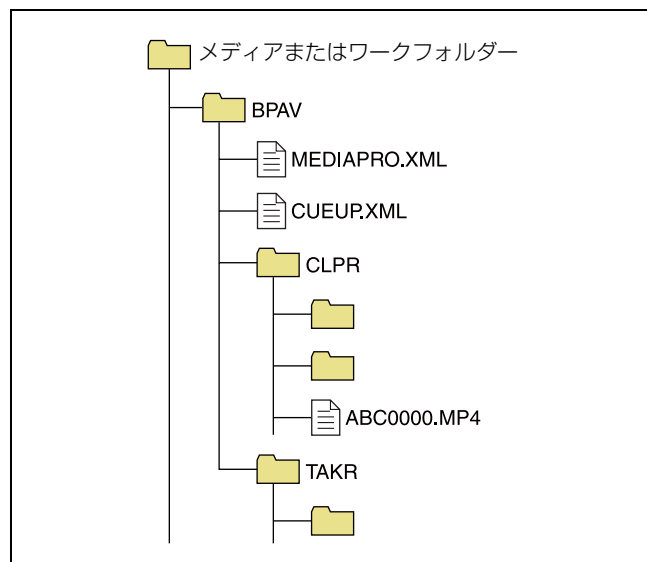 メディアまたはワークフォルダー
BPAV
MEDIAPRO.XML
CUEUP.XML
CLPR
ABC0000.MP4
TAKR